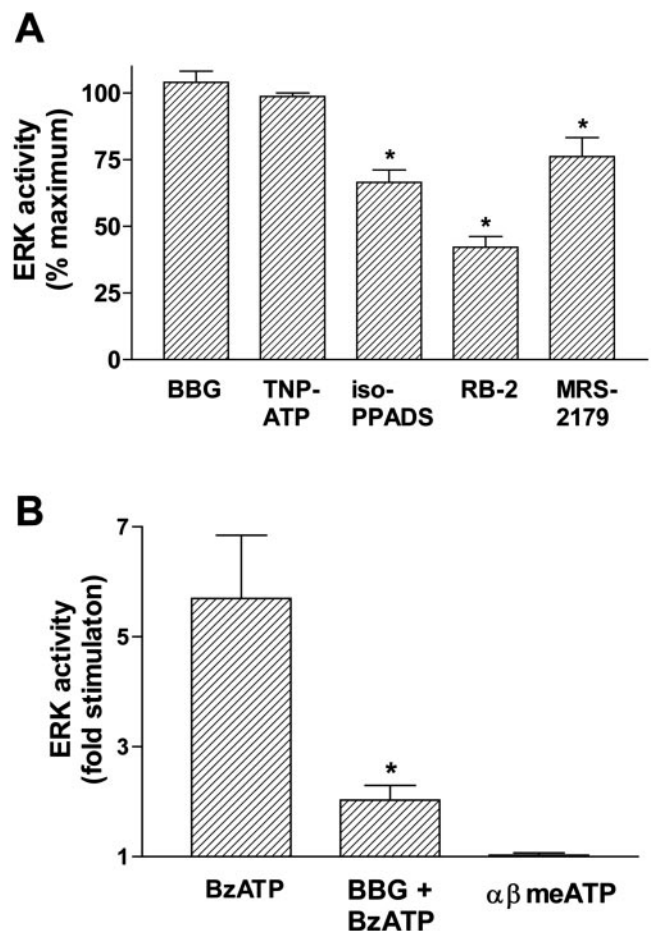 A
ERK activity
(% maximum)
100
75
50
25
0
*
*
*
BBG
TNP-
ATP
iso-
PPADS
RB-2
MRS-
2179
B
ERK activity
(fold stimulaton)
7
5
3
1
*
BzATP
BBG +
BzATP
αβ meATP